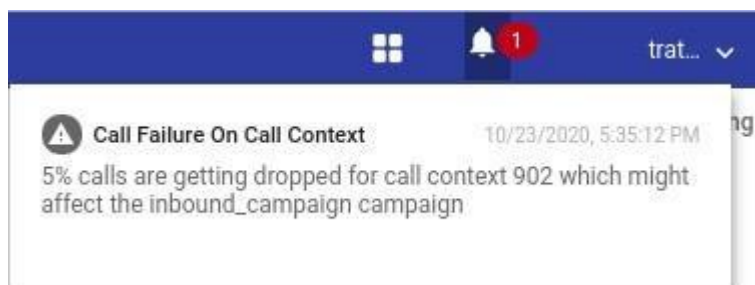 1
trat...
Call Failure On Call Context 10/23/2020, 5:35:12 PM
ng
5% calls are getting dropped for call context 902 which might
affect the inbound_campaign campaign